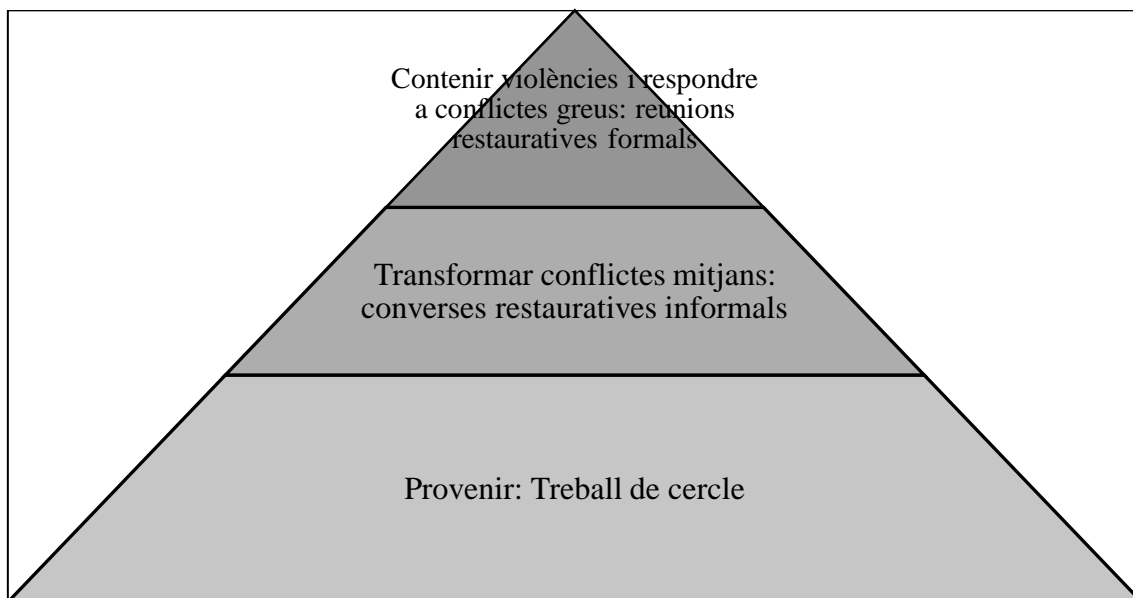 Contenir violències i respondre
a conflictes greus: reunions
restauratives formals
Transformar conflictes mitjans:
converses restauratives informals
Provenir: Treball de cercle